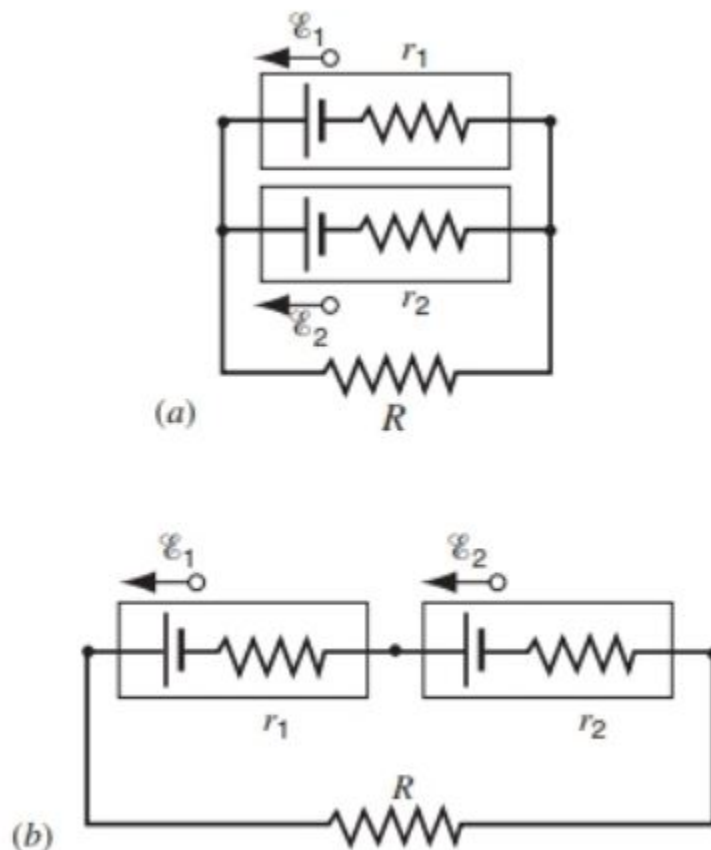 ℰ₁ r₁
ℰ₂ r₂
(a) R
ℰ₁ ℰ₂
r₁ r₂
R
(b)